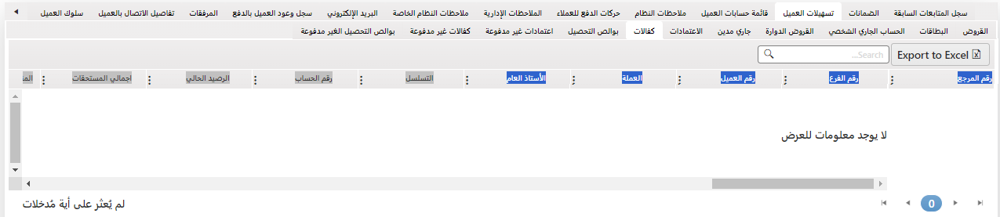 سجل المتابعات السابقة الضمانات تسهيلات العميل قائمة حسابات العميل ملاحظات النظام حركات الدفع للعملاء الملاحظات الإدارية ملاحظات النظام الخاصة البريد الإلكتروني سجل وعود العميل بالدفع المرفقات تفاصيل الاتصال بالعميل سلوك العميل
القروض البطاقات الحساب الجاري الشخصي القروض الدوارة جاري مدين الاعتمادات كفالات بوالص التحصيل اعتمادات غير مدفوعة كفالات غير مدفوعة بوالص التحصيل الغير مدفوعة
Export to Excel Search...
رقم المرجع رقم الفرع رقم العميل العملة الأستاذ العام التسلسل رقم الحساب الرصيد الحالي اجمالي المستحقات المت
لا يوجد معلومات للعرض
0
لم يُعثر على أية مُدخلات